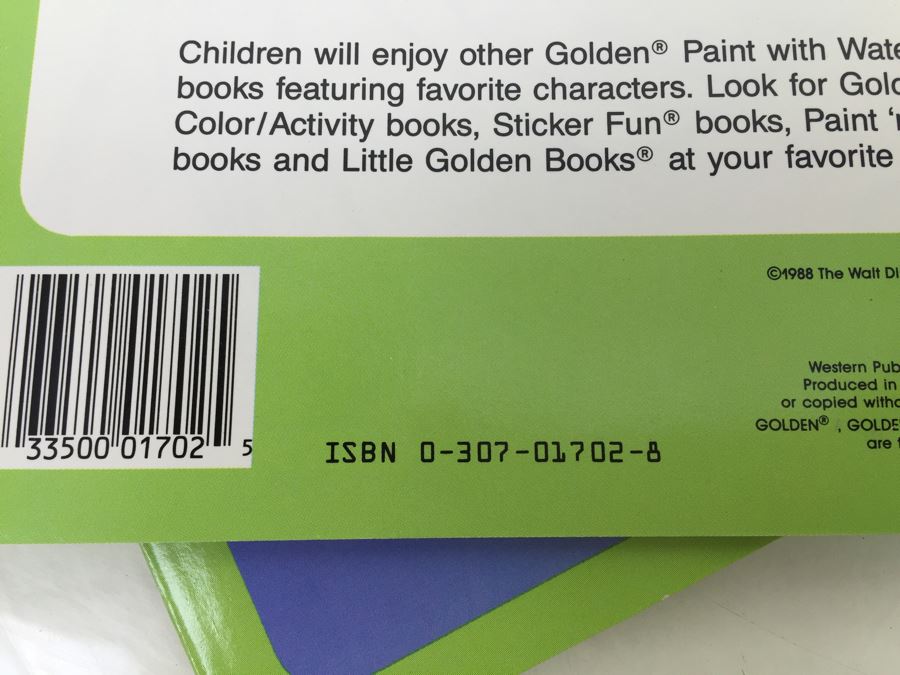 Children will enjoy other Golden® Paint with Wate
books featuring favorite characters. Look for Gold
Color/Activity books, Sticker Fun® books, Paint 'n
books and Little Golden Books® at your favorite
©1988 The Walt Di
Western Pub
Produced in
or copied witho
GOLDEN®, GOLDE
are t
33500 01702 5
ISBN 0-307-01702-8